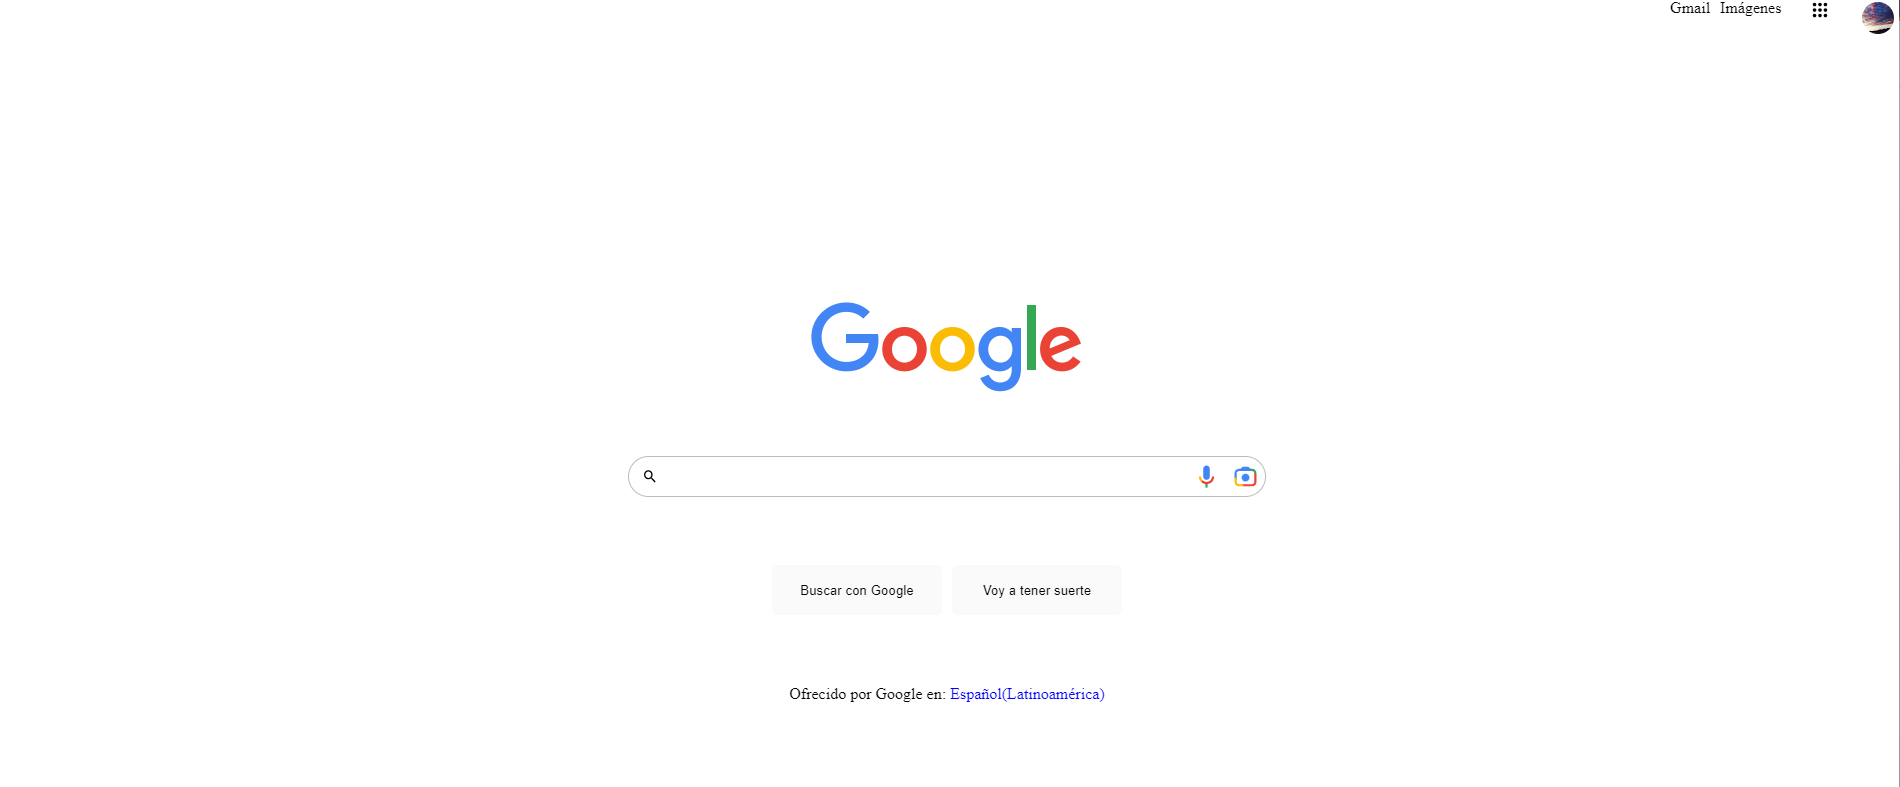 Gmail Imágenes
Google
Buscar con Google
Voy a tener suerte
Ofrecido por Google en: Español(Latinoamérica)